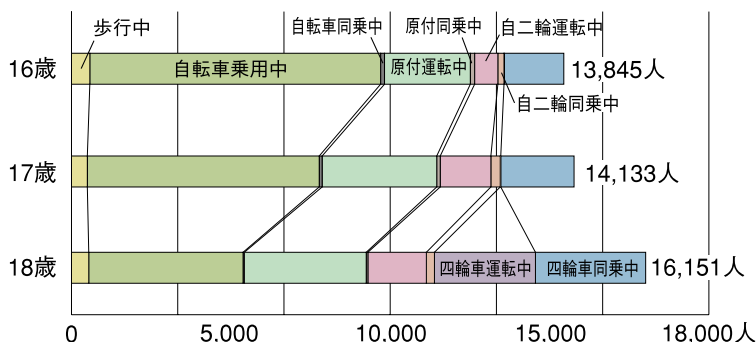 歩行中
自転車同乗中
原付同乗中
自二輪運転中
16歳
自転車乗用中
原付運転中
13,845人
自二輪同乗中
17歳
14,133人
18歳
四輪車運転中
四輪車同乗中
16,151人
0
5,000
10,000
15,000
18,000人